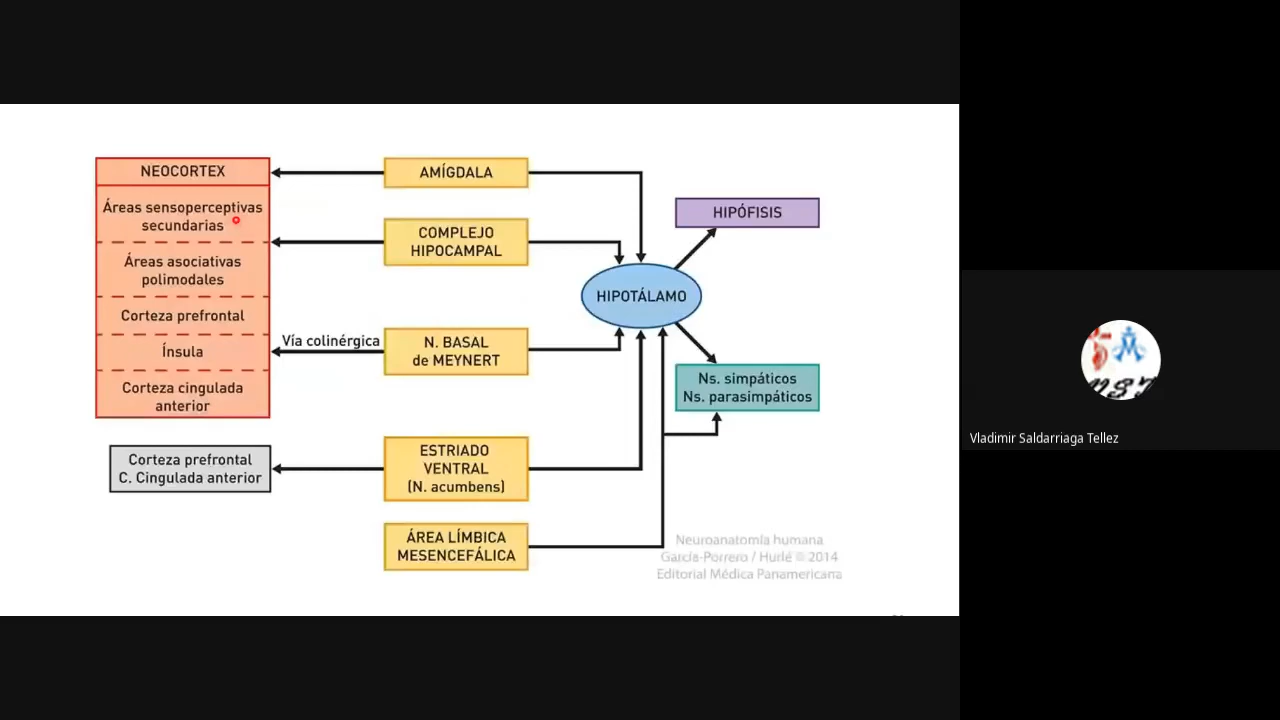 NEOCORTEX
Áreas sensoperceptivas
secundarias
Áreas asociativas
polimodales
Corteza prefrontal
Ínsula
Corteza cingulada
anterior
Corteza prefrontal
C. Cingulada anterior
Vía colinérgica
AMÍGDALA
COMPLEJO
HIPOCAMPAL
N. BASAL
de MEYNERT
ESTRIADO
VENTRAL
(N. acumbens)
ÁREA LÍMBICA
MESENCEFÁLICA
HIPOTÁLAMO
HIPÓFISIS
Ns. simpáticos
Ns. parasimpáticos
Neuroanatomía humana
García-Porrero / Hurlé © 2014
Editorial Médica Panamericana
Vladimir Saldarriaga Tellez